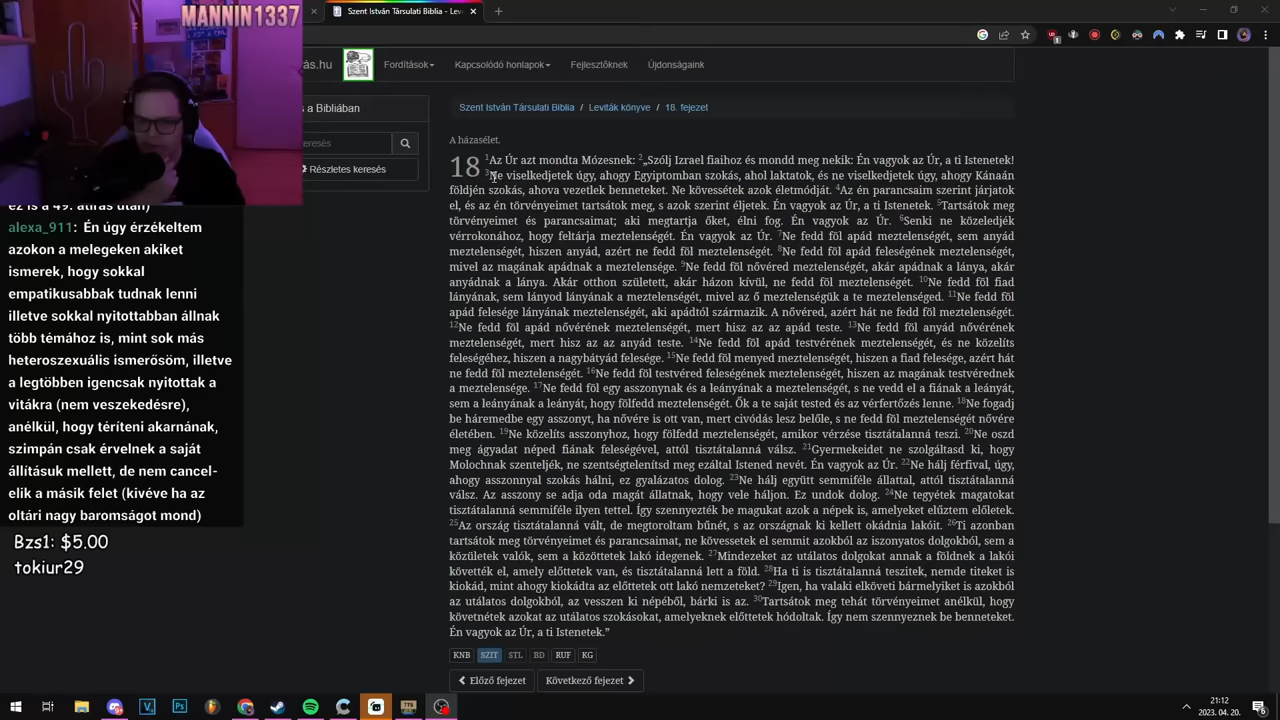 MANNIN1337
Szent István Társulati Biblia - Lev
ás.hu
Fordítások
Kapcsolódó honlapok
Fejlesztőknek
Újdonságaink
s a Bibliában
eresés
Részletes keresés
Szent István Társulati Biblia / Leviták könyve / 18. fejezet
A házasélet.
18 1Az Úr azt mondta Mózesnek: 2„Szólj Izrael fiaihoz és mondd meg nekik: Én vagyok az Úr, a ti Istenetek!
3Ne viselkedjetek úgy, ahogy Egyiptomban szokás, ahol laktatok, és ne viselkedjetek úgy, ahogy Kánaán
földjén szokás, ahova vezetlek benneteket. Ne kövessétek azok életmódját. 4Az én parancsaim szerint járjatok
el, és az én törvényeimet tartsátok meg, s azok szerint éljetek. Én vagyok az Úr, a ti Istenetek. 5Tartsátok meg
törvényeimet és parancsaimat; aki megtartja őket, élni fog. Én vagyok az Úr. 6Senki ne közeledjék
vérrokonához, hogy feltárja meztelenségét. Én vagyok az Úr. 7Ne fedd föl apád meztelenségét, sem anyád
meztelenségét, hiszen anyád, azért ne fedd föl meztelenségét. 8Ne fedd föl apád feleségének meztelenségét,
mivel az magának apádnak a meztelensége. 9Ne fedd föl nővéred meztelenségét, akár apádnak a lánya, akár
anyádnak a lánya. Akár otthon született, akár házon kívül, ne fedd föl meztelenségét. 10Ne fedd föl fiad
lányának, sem lányod lányának meztelenségét, mivel az ő meztelenségük a te meztelenséged. 11Ne fedd föl
apád felesége lányának meztelenségét, aki apádtól származik. A nővéred, azért hát ne fedd föl meztelenségét.
12Ne fedd föl apád nővérének meztelenségét, mert hisz az az apád teste. 13Ne fedd föl anyád nővérének
meztelenségét, mert hisz az az anyád teste. 14Ne fedd föl apád testvérének meztelenségét, és ne közelíts
feleségéhez, hiszen a nagybátyád felesége. 15Ne fedd föl menyed meztelenségét, hiszen a fiad felesége, azért hát
ne fedd föl meztelenségét. 16Ne fedd föl testvéred feleségének meztelenségét, hiszen az magának testvérednek
a meztelensége. 17Ne fedd föl egy asszonynak és a leányának a meztelenségét, s ne vedd el a fiának a leányát,
sem a leányának a leányát, hogy fölfedd meztelenségét. Ők a te saját tested és az vérfertőzés lenne. 18Ne fogadj
be háremedbe egy asszonyt, ha nővére is ott van, mert civódás lesz belőle, s ne fedd föl meztelenségét nővére
életében. 19Ne közelíts asszonyhoz, hogy fölfedd meztelenségét, amikor vérzése tisztátalanná teszi. 20Ne oszd
meg ágyadat néped fiának feleségével, attól tisztátalanná válsz. 21Gyermekeidet ne szolgáltasd ki, hogy
Molochnak szenteljék, ne szentségtelenítsd meg ezáltal Istened nevét. Én vagyok az Úr. 22Ne hálj férfival, úgy,
ahogy asszonnyal szokás hálni, ez gyalázatos dolog. 23Ne hálj együtt semmiféle állattal, attól tisztátalanná
válsz. Az asszony se adja oda magát állatnak, hogy vele háljon. Ez undok dolog. 24Ne tegyétek magatokat
tisztátalanná semmiféle ilyen tettel. Így szennyezték be magukat azok a népek is, amelyeket elűztem előletek.
25Az ország tisztátalanná vált, de megtoroltam bűnét, s az országnak ki kellett okádnia lakóit. 26Ti azonban
tartsátok meg törvényeimet és parancsaimat, ne kövessetek el semmit azokból az iszonyatos dolgokból, sem a
közületek valók, sem a közöttetek lakó idegenek. 27Mindezeket az utálatos dolgokat annak a földnek a lakói
követték el, amely előttetek van, és tisztátalanná lett a föld. 28Ha ti is tisztátalanná teszitek, nemde titeket is
kiokád, mint ahogy kiokádta az előttetek ott lakó nemzeteket? 29Igen, ha valaki elköveti bármelyiket is azokból
az utálatos dolgokból, az vesszen ki népéből, bárki is az. 30Tartsátok meg tehát törvényeimet anélkül, hogy
követnétek azokat az utálatos szokásokat, amelyeknek előttetek hódoltak. Így nem szennyeznek be benneteket.
Én vagyok az Úr, a ti Istenetek.”
KNB SZIT STL BD RUF KG
Előző fejezet
Következő fejezet
ez is a 49. átírás után)
alexa_911: Én úgy érzékeltem
azokon a melegeken akiket
ismerek, hogy sokkal
empatikusabbak tudnak lenni
illetve sokkal nyitottabban állnak
több témához is, mint sok más
heteroszexuális ismerősöm, illetve
a legtöbben igencsak nyitottak a
vitákra (nem veszekedésre),
anélkül, hogy téríteni akarnának,
szimpán csak érvelnek a saját
állításuk mellett, de nem cancel-
elik a másik felet (kivéve ha az
oltári nagy baromságot mond)
Bzs1: $5.00
tokiur29
21:12
2023. 04. 20.